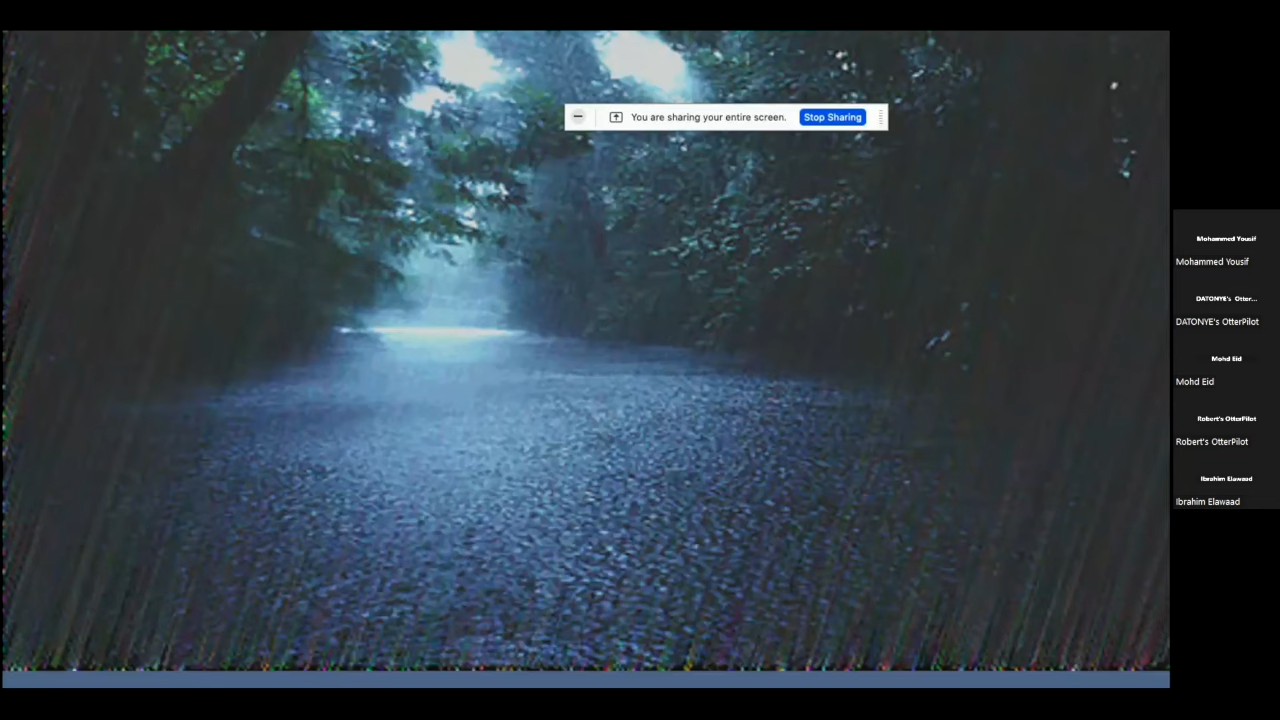 You are sharing your entire screen.
Stop Sharing
Mohammed Yousif
Mohammed Yousif
DATONYE's Otter...
DATONYE's OtterPilot
Mohd Eid
Mohd Eid
Robert's OtterPilot
Robert's OtterPilot
Ibrahim Elawaad
Ibrahim Elawaad